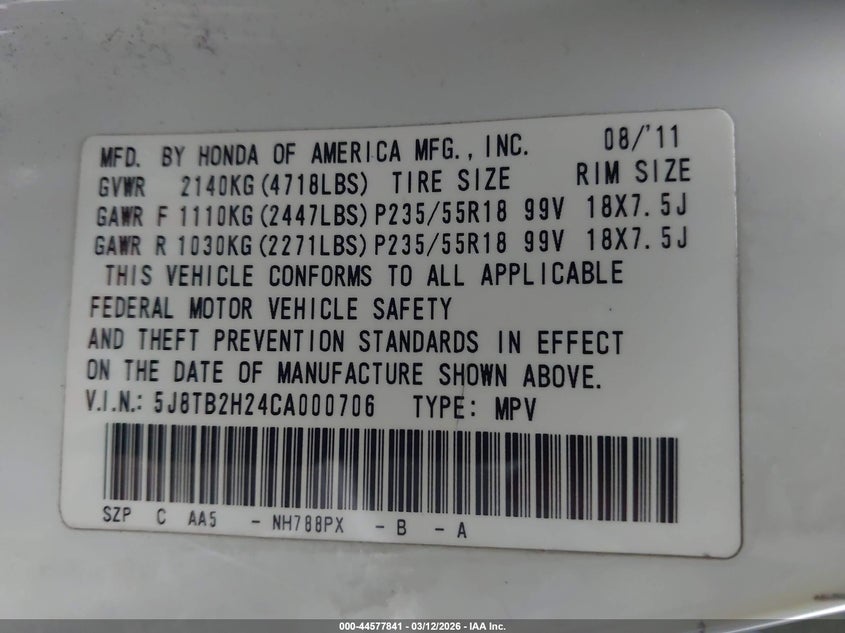 MFD. BY HONDA OF AMERICA MFG., INC. 08/'11
GVWR 2140KG (4718LBS) TIRE SIZE RIM SIZE
GAWR F 1110KG (2447LBS) P235/55R18 99V 18X7.5J
GAWR R 1030KG (2271LBS) P235/55R18 99V 18X7.5J
THIS VEHICLE CONFORMS TO ALL APPLICABLE
FEDERAL MOTOR VEHICLE SAFETY
AND THEFT PREVENTION STANDARDS IN EFFECT
ON THE DATE OF MANUFACTURE SHOWN ABOVE.
V.I.N.: 5J8TB2H24CA000706 TYPE: MPV
SZP C AA5 - NH788PX - B - A
000-44577841 - 03/12/2026 - IAA Inc.